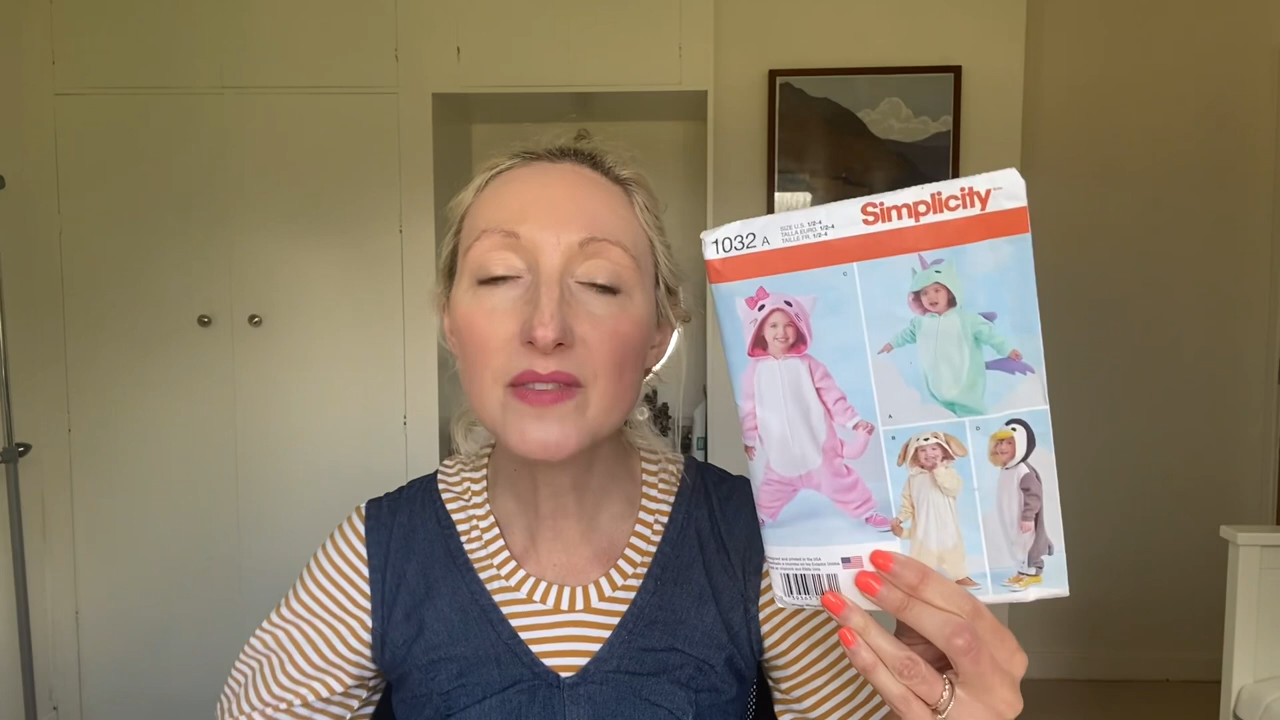 Simplicity
1032 A
SIZE U.S. 1/2-4
TALLA EURO. 1/2-4
TAILLE FR. 1/2-4
C
A
B
D